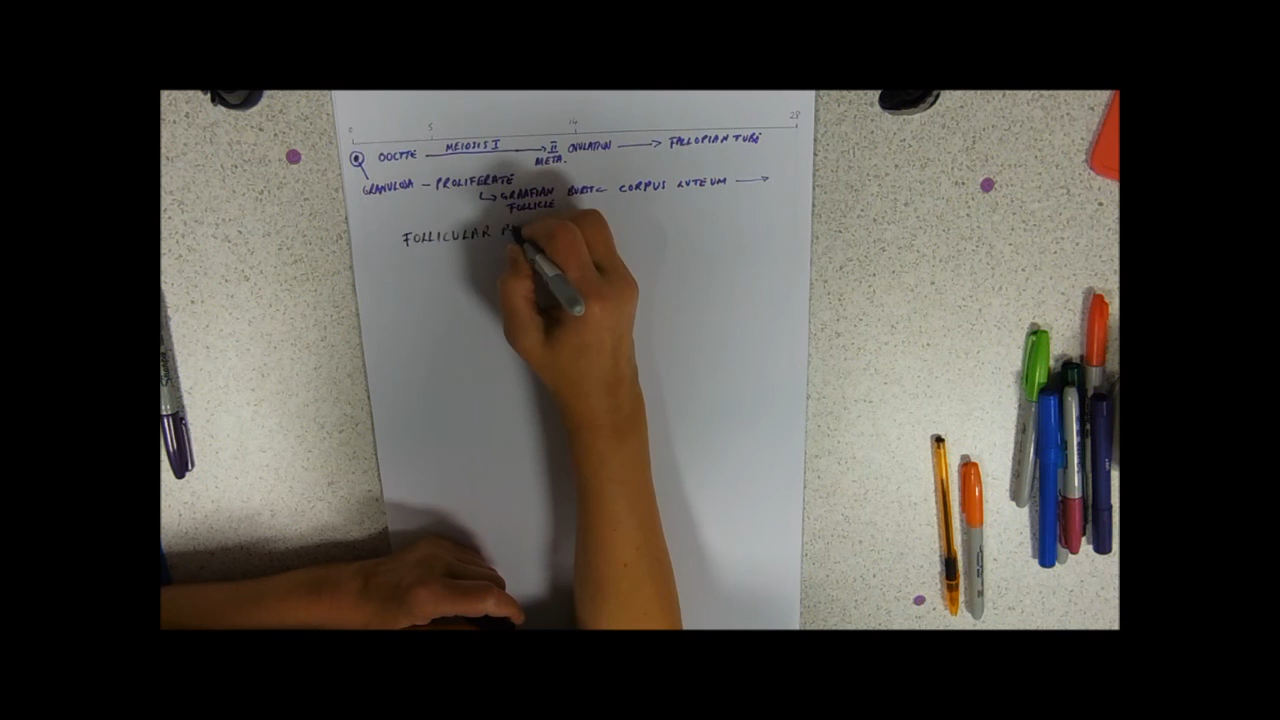 0 5 14 28
OOCYTE MEIOSIS I → II OVULATION → FALLOPIAN TUBE
META.
GRANULOSA - PROLIFERATE
↳ GRAAFIAN BURST CORPUS LUTEUM →
FOLLICLE
FOLLICULAR